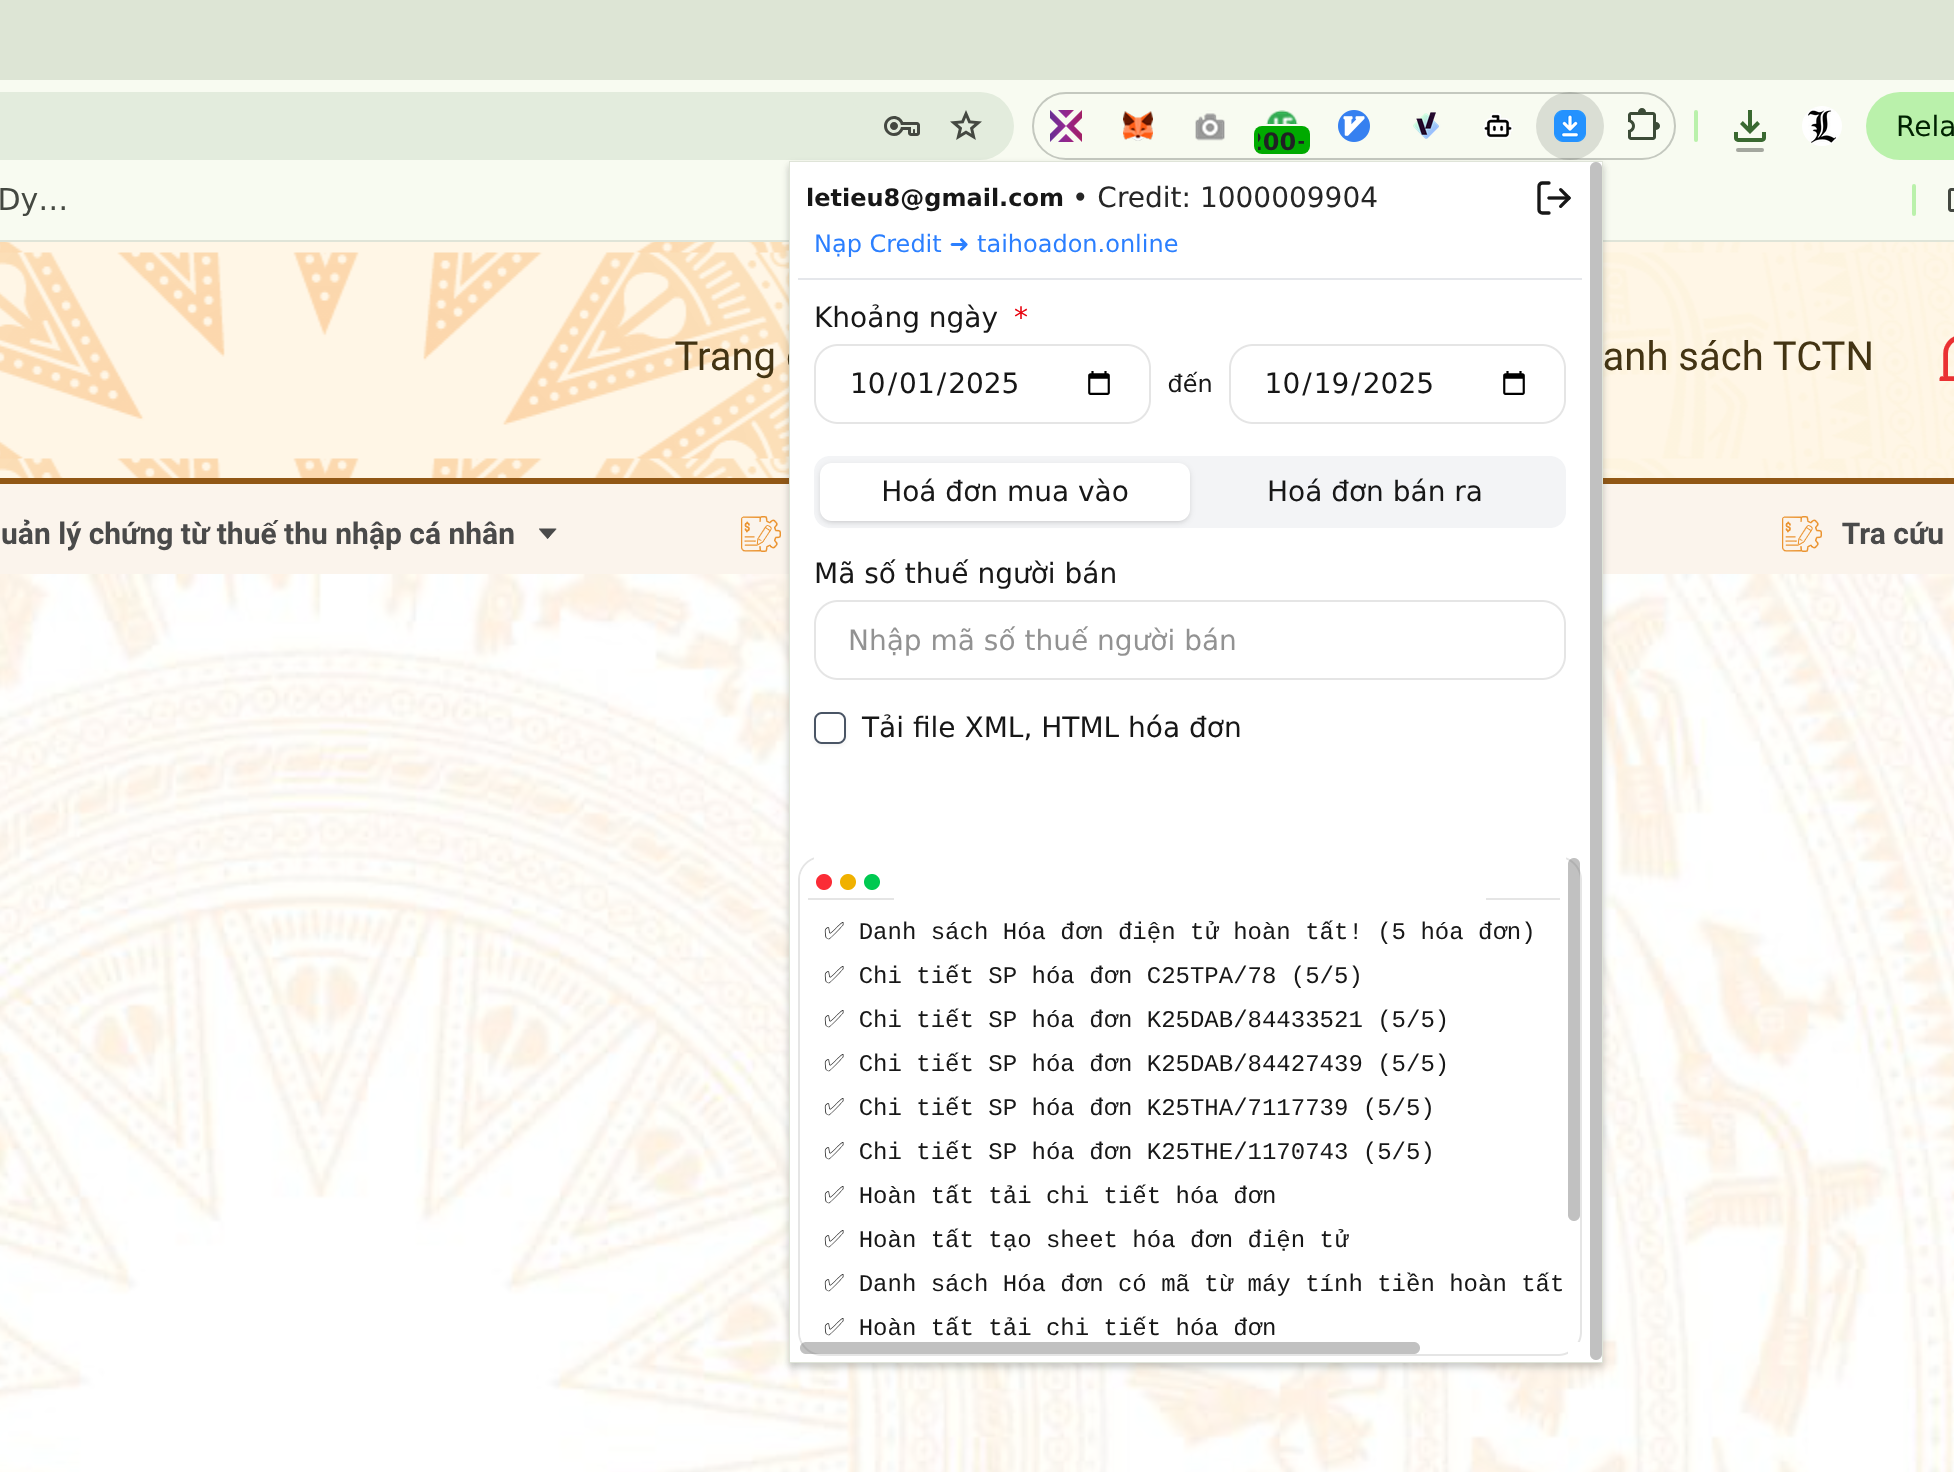 Rela
:00-
Dy...
letieu8@gmail.com • Credit: 1000009904
Nạp Credit ➜ taihoadon.online
Khoảng ngày *
Trang
anh sách TCTN
10/01/2025 đến 10/19/2025
Hoá đơn mua vào
Hoá đơn bán ra
uản lý chứng từ thuế thu nhập cá nhân
Tra cứu
Mã số thuế người bán
Nhập mã số thuế người bán
Tải file XML, HTML hóa đơn
✅ Danh sách Hóa đơn điện tử hoàn tất! (5 hóa đơn)
✅ Chi tiết SP hóa đơn C25TPA/78 (5/5)
✅ Chi tiết SP hóa đơn K25DAB/84433521 (5/5)
✅ Chi tiết SP hóa đơn K25DAB/84427439 (5/5)
✅ Chi tiết SP hóa đơn K25THA/7117739 (5/5)
✅ Chi tiết SP hóa đơn K25THE/1170743 (5/5)
✅ Hoàn tất tải chi tiết hóa đơn
✅ Hoàn tất tạo sheet hóa đơn điện tử
✅ Danh sách Hóa đơn có mã từ máy tính tiền hoàn tất
✅ Hoàn tất tải chi tiết hóa đơn